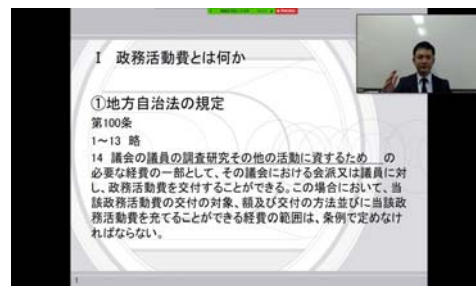 Ⅰ 政務活動費とは何か
①地方自治法の規定
第100条
1～13 略
14 議会の議員の調査研究その他の活動に資するため の
必要な経費の一部として、その議会における会派又は議員に対
し、政務活動費を交付することができる。この場合において、当
該政務活動費の交付の対象、額及び交付の方法並びに当該政
務活動費を充てることができる経費の範囲は、条例で定めなけ
ればならない。
1